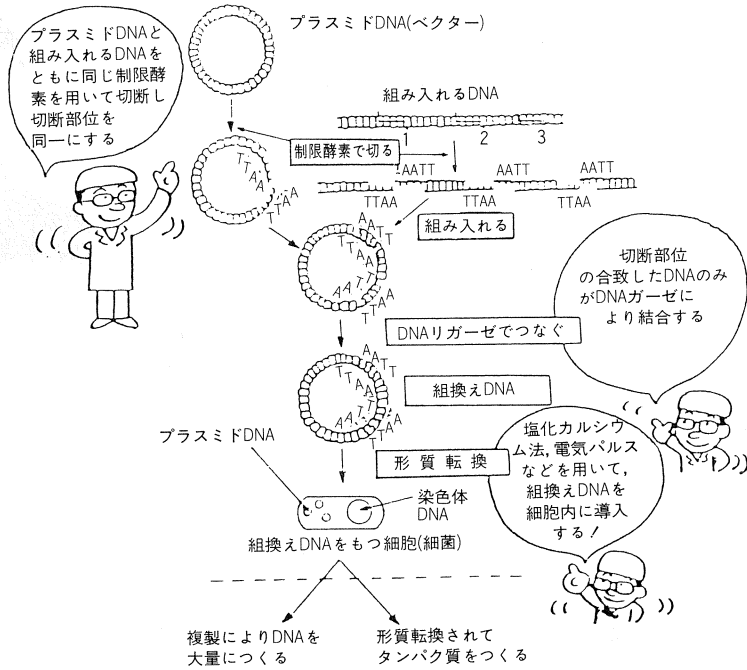 プラスミドDNA(ベクター)
プラスミドDNAと
組み入れるDNAを
ともに同じ制限酵
素を用いて切断し
切断部位を
同一にする
組み入れるDNA
1 2 3
制限酵素で切る
AATT AATT AATT
TTAA TTAA TTAA
TTAA
TTAA
組み入れる
AATT
TTAA
AATT
TTAA
切断部位
の合致したDNAのみ
がDNAガーゼに
より結合する
DNAリガーゼでつなぐ
AATT
TTAA
AATT
TTAA
組換えDNA
プラスミドDNA
形質転換
塩化カルシウ
ム法,電気パルス
などを用いて,
組換えDNAを
細胞内に導入
する!
染色体
DNA
組換えDNAをもつ細胞(細菌)
複製によりDNAを
大量につくる
形質転換されて
タンパク質をつくる